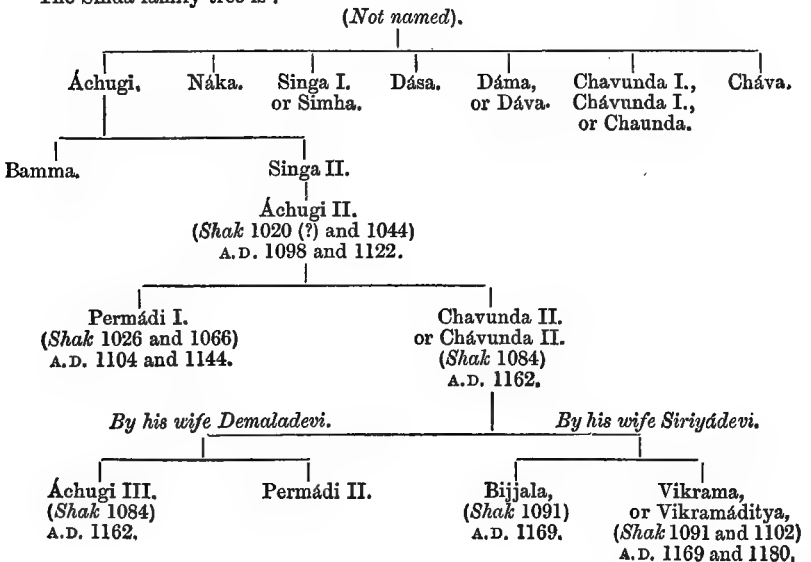 The Sinda family tree is :
(Not named).
Áchugi. Náka. Singa I. Dása. Dáma, Chavunda I., Cháva.
or Simha. or Dáva. Chávunda I.,
or Chaunda.
Bamma. Singa II.
Áchugi II.
(Shak 1020 (?) and 1044)
A.D. 1098 and 1122.
Permádi I. Chavunda II.
(Shak 1026 and 1066) or Chávunda II.
A.D. 1104 and 1144. (Shak 1084)
A.D. 1162.
By his wife Demaladevi. By his wife Siriyádevi.
Áchugi III. Permádi II. Bijjala, Vikrama,
(Shak 1084) (Shak 1091) or Vikramáditya,
A.D. 1162. A.D. 1169. (Shak 1091 and 1102)
A.D. 1169 and 1180.